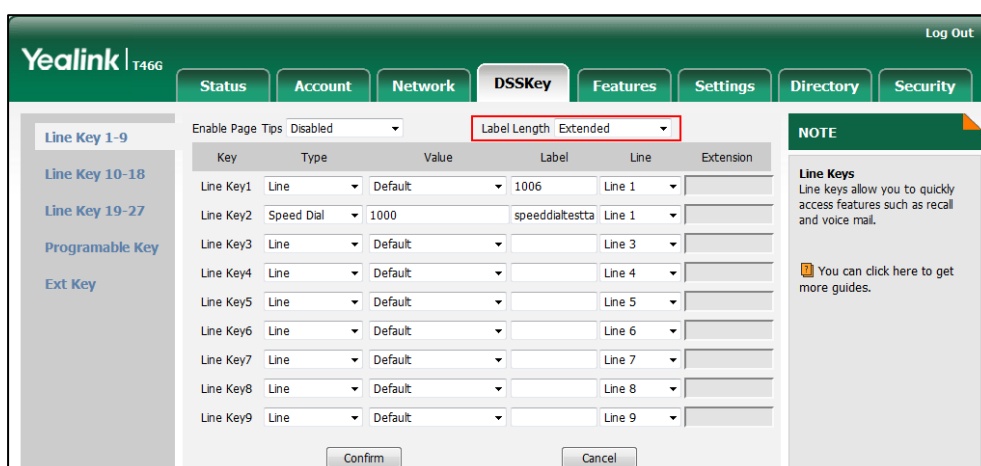 Log Out
Yealink | T46G
Status Account Network DSSKey Features Settings Directory Security
Line Key 1-9
Line Key 10-18
Line Key 19-27
Programable Key
Ext Key
Enable Page Tips Disabled Label Length Extended
Key Type Value Label Line Extension
Line Key1 Line Default 1006 Line 1
Line Key2 Speed Dial 1000 speeddialtestta Line 1
Line Key3 Line Default Line 3
Line Key4 Line Default Line 4
Line Key5 Line Default Line 5
Line Key6 Line Default Line 6
Line Key7 Line Default Line 7
Line Key8 Line Default Line 8
Line Key9 Line Default Line 9
Confirm Cancel
NOTE
Line Keys
Line keys allow you to quickly
access features such as recall
and voice mail.
You can click here to get
more guides.